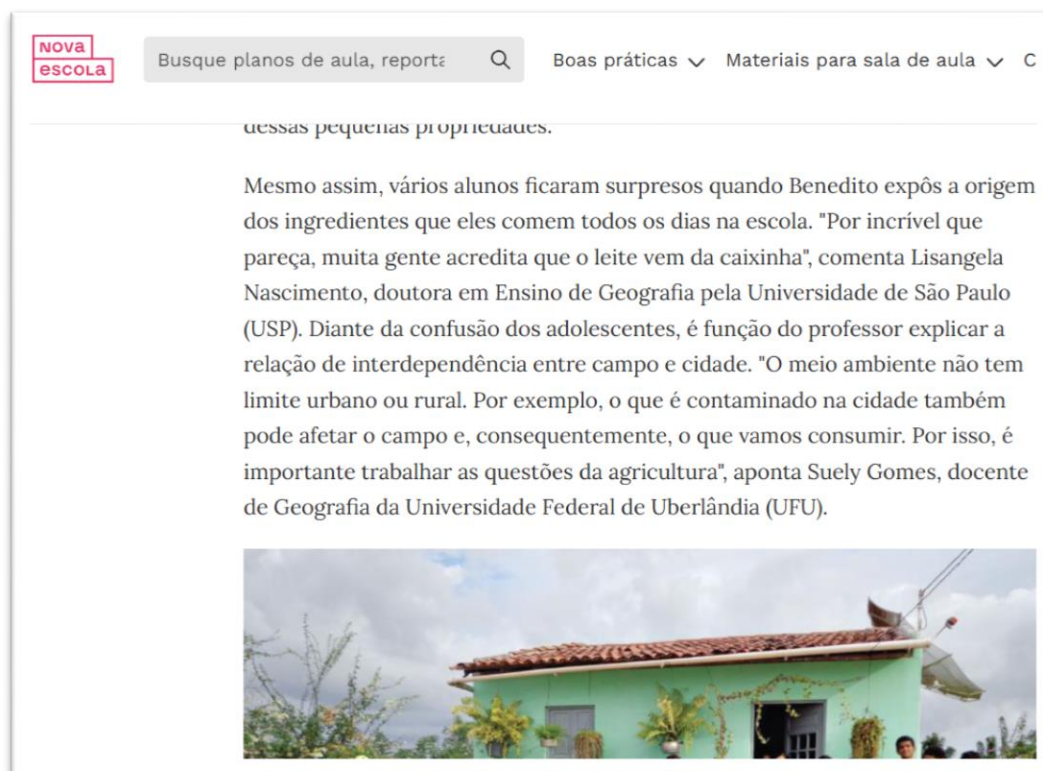 NOVA
ESCOLA
Busque planos de aula, reporta
Boas práticas
Materiais para sala de aula
C
dessas pequenas propriedades.
Mesmo assim, vários alunos ficaram surpresos quando Benedito expôs a origem
dos ingredientes que eles comem todos os dias na escola. "Por incrível que
pareça, muita gente acredita que o leite vem da caixinha", comenta Lisangela
Nascimento, doutora em Ensino de Geografia pela Universidade de São Paulo
(USP). Diante da confusão dos adolescentes, é função do professor explicar a
relação de interdependência entre campo e cidade. "O meio ambiente não tem
limite urbano ou rural. Por exemplo, o que é contaminado na cidade também
pode afetar o campo e, consequentemente, o que vamos consumir. Por isso, é
importante trabalhar as questões da agricultura", aponta Suely Gomes, docente
de Geografia da Universidade Federal de Uberlândia (UFU).